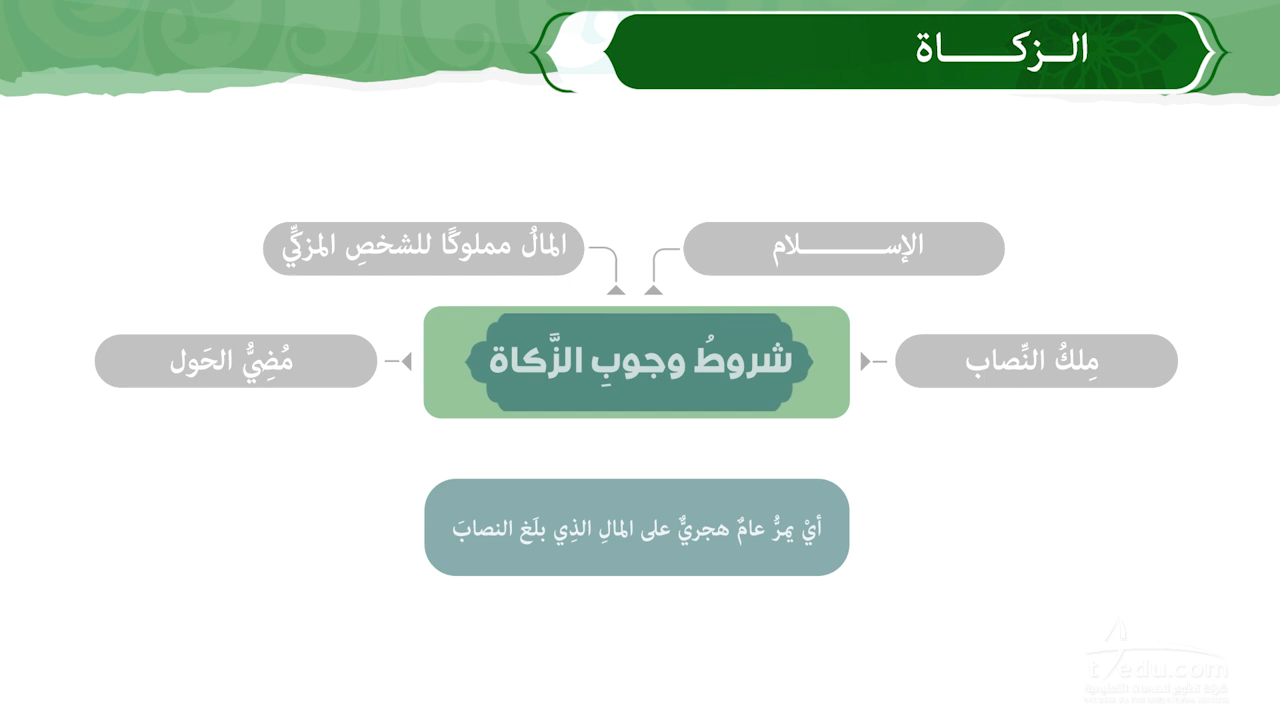 الـزكـــاة
الإســـــلام
المالُ مملوكًا للشخصِ المزكِّي
مِلكُ النِّصاب
شروطُ وجوبِ الزَّكاة
مُضِيُّ الحَول
أيْ يمرُّ عامٌ هجريٌّ على المالِ الذِي بلَغ النصابَ
t4edu.com